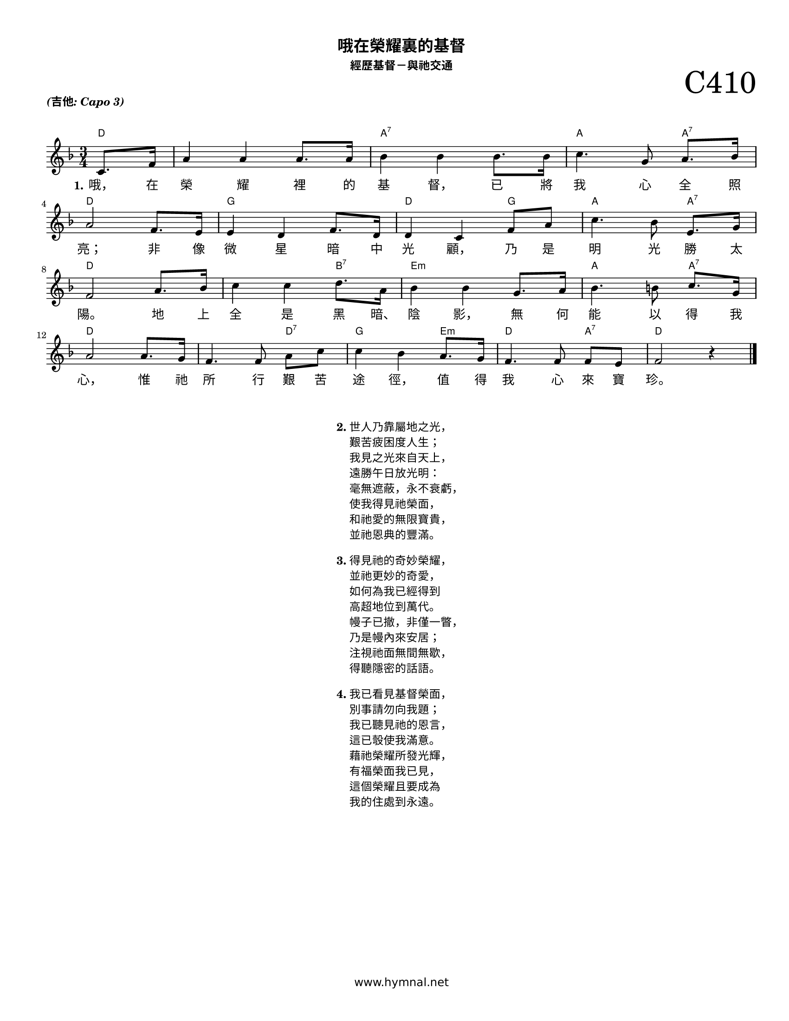 哦在榮耀裏的基督
經歷基督－與祂交通
C410
(吉他: Capo 3)
D A7 A A7
1. 哦， 在 榮 耀 裡 的 基 督， 已 將 我 心 全 照
4 D G D G A A7
亮； 非 像 微 星 暗 中 光 顧， 乃 是 明 光 勝 太
8 D B7 Em A A7
陽。 地 上 全 是 黑 暗、 陰 影， 無 何 能 以 得 我
12 D D7 G Em D A7 D
心， 惟 祂 所 行 艱 苦 途 徑， 值 得 我 心 來 寶 珍。
2. 世人乃靠屬地之光，
艱苦疲困度人生；
我見之光來自天上，
遠勝午日放光明：
毫無遮蔽，永不衰虧，
使我得見祂榮面，
和祂愛的無限寶貴，
並祂恩典的豐滿。
3. 得見祂的奇妙榮耀，
並祂更妙的奇愛，
如何為我已經得到
高超地位到萬代。
幔子已撤，非僅一瞥，
乃是幔內來安居；
注視祂面無間無歇，
得聽隱密的話語。
4. 我已看見基督榮面，
別事請勿向我題；
我已聽見祂的恩言，
這已彀使我滿意。
藉祂榮耀所發光輝，
有福榮面我已見，
這個榮耀且要成為
我的住處到永遠。
www.hymnal.net